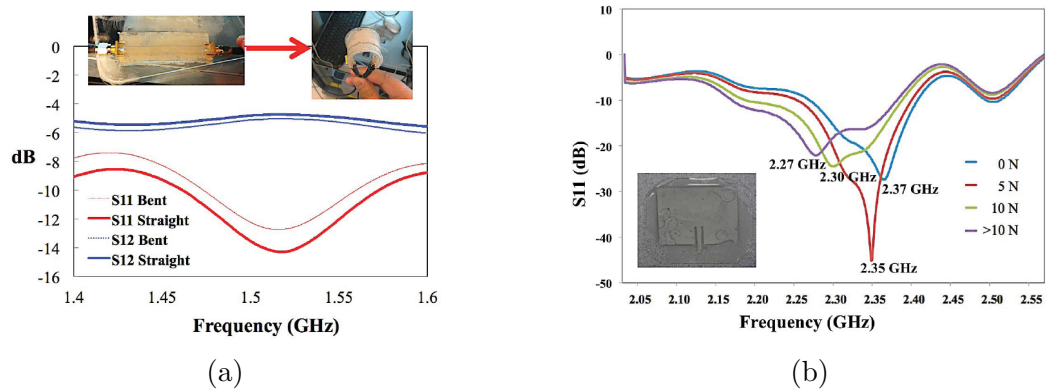 0
-2
-4
-6
-8
-10
-12
-14
-16
dB
S11 Bent
S11 Straight
S12 Bent
S12 Straight
1.4
1.45
1.5
1.55
1.6
Frequency (GHz)
(a)
10
0
-10
-20
-30
-40
-50
S11 (dB)
2.27 GHz
2.30 GHz
2.37 GHz
2.35 GHz
0 N
5 N
10 N
>10 N
2.05
2.10
2.15
2.20
2.25
2.30
2.35
2.40
2.45
2.50
2.55
Frequency (GHz)
(b)